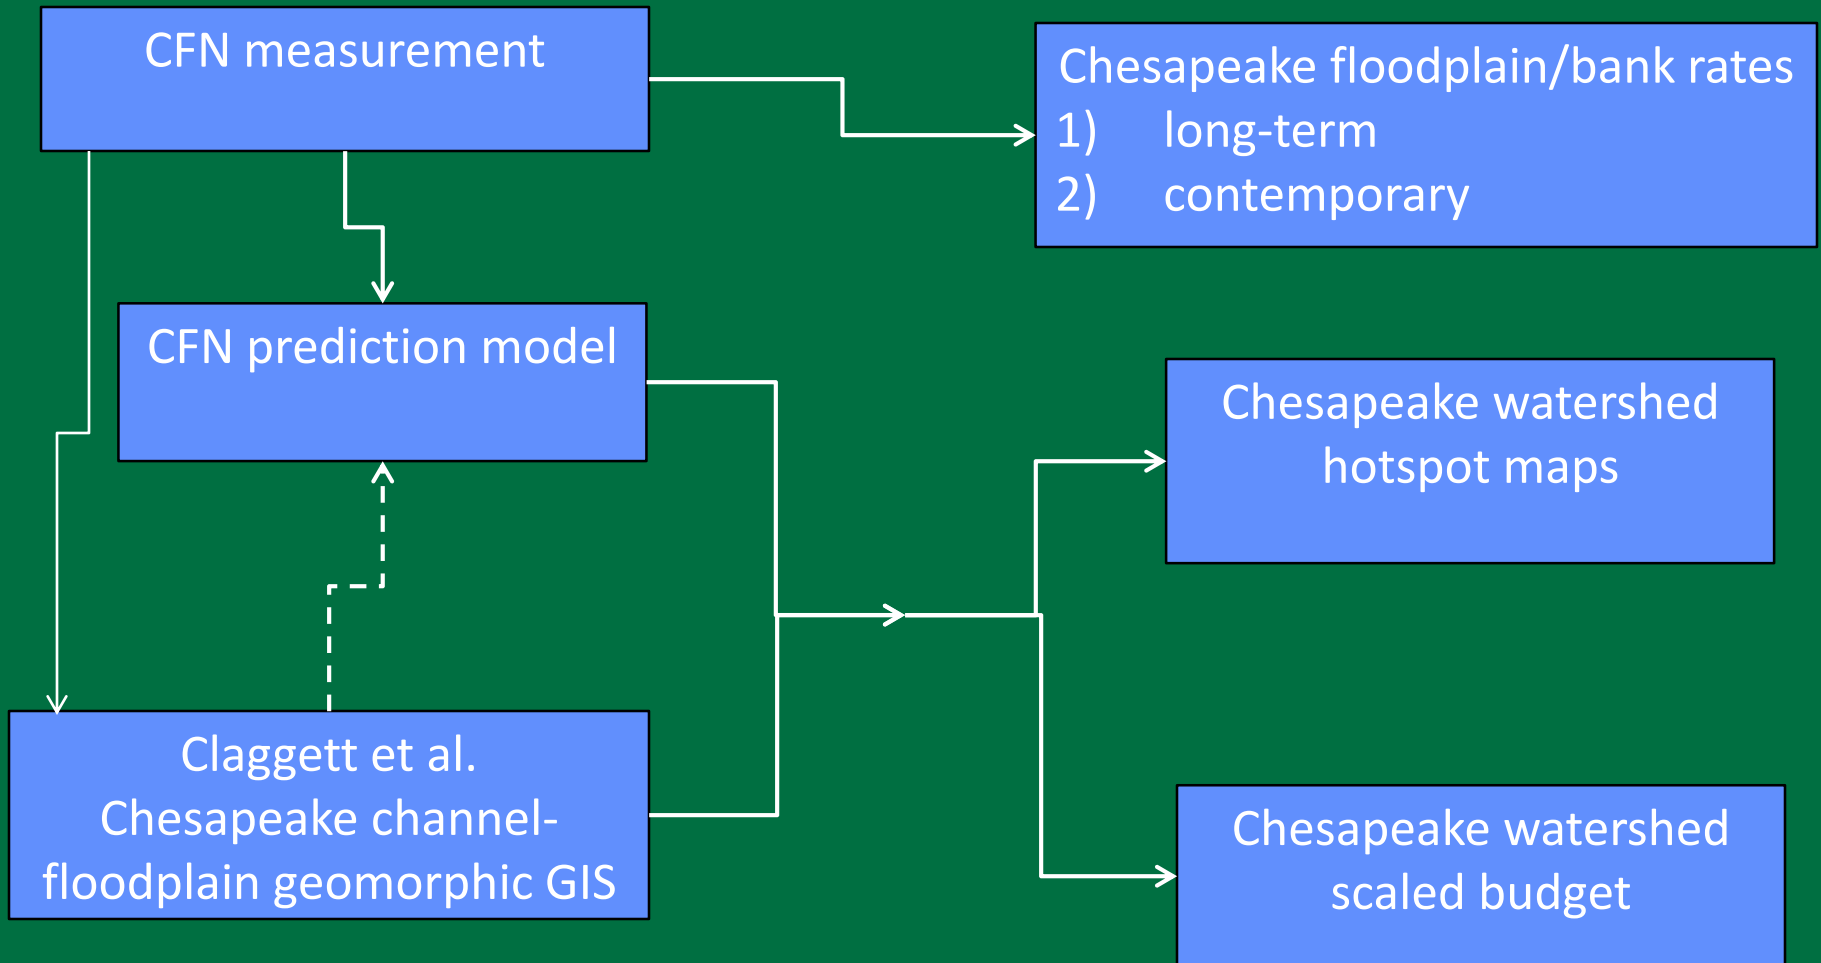 CFN measurement
Chesapeake floodplain/bank rates
1) long-term
2) contemporary
CFN prediction model
Chesapeake watershed
hotspot maps
Claggett et al.
Chesapeake channel-
floodplain geomorphic GIS
Chesapeake watershed
scaled budget